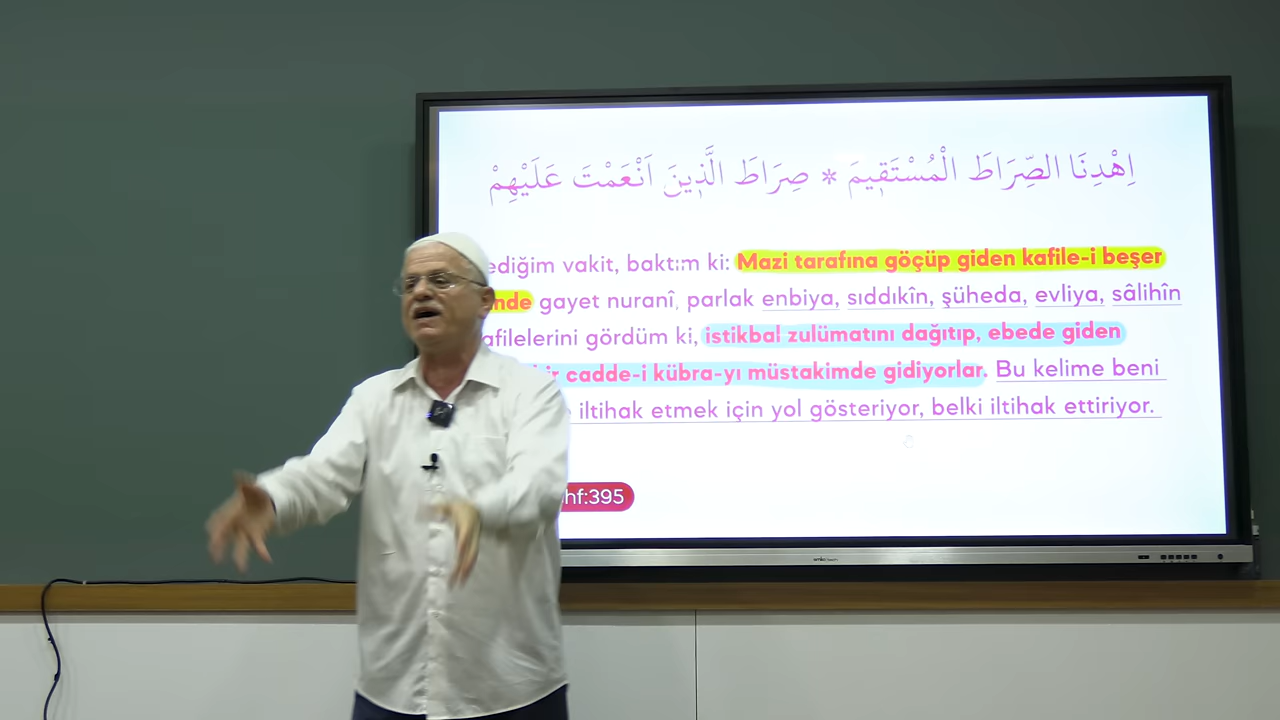 اِهْدِنَا الصِّرَاطَ الْمُسْتَقِيمَ * صِرَاطَ الَّذِينَ اَنْعَمْتَ عَلَيْهِمْ
ediğim vakit, baktım ki: Mazi tarafına göçüp giden kafile-i beşer
nde gayet nuranî, parlak enbiya, sıddıkîn, şüheda, evliya, sâlihîn
afilelerini gördüm ki, istikbal zulümatını dağıtıp, ebede giden
ir cadde-i kübra-yı müstakimde gidiyorlar. Bu kelime beni
iltihak etmek için yol gösteriyor, belki iltihak ettiriyor.
hf:395